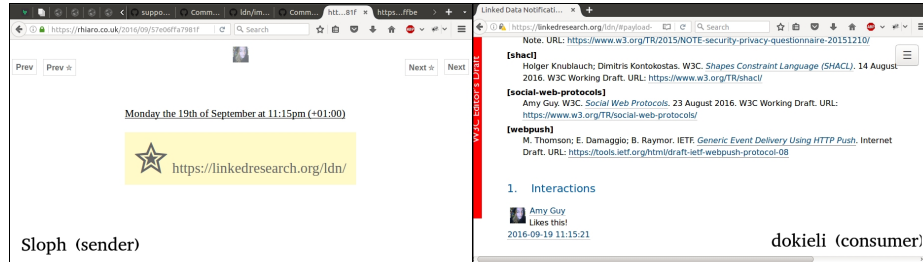 suppo...
Comm...
ldn/im...
Comm...
htt...81f
https...ffbe
https://rhiaro.co.uk/2016/09/57e06ffa7981f
Search
Prev
Prev ☆
Next ☆
Next
Monday the 19th of September at 11:15pm (+01:00)
https://linkedresearch.org/ldn/
Sloph (sender)
Linked Data Notificati...
https://linkedresearch.org/ldn/#payload-
Search
W3C Editor's Draft
Note. URL: https://www.w3.org/TR/2015/NOTE-security-privacy-questionnaire-20151210/
[shacl]
Holger Knublauch; Dimitris Kontokostas. W3C. Shapes Constraint Language (SHACL). 14 August
2016. W3C Working Draft. URL: https://www.w3.org/TR/shacl/
[social-web-protocols]
Amy Guy. W3C. Social Web Protocols. 23 August 2016. W3C Working Draft. URL:
https://www.w3.org/TR/social-web-protocols/
[webpush]
M. Thomson; E. Damaggio; B. Raymor. IETF. Generic Event Delivery Using HTTP Push. Internet
Draft. URL: https://tools.ietf.org/html/draft-ietf-webpush-protocol-08
1. Interactions
Amy Guy
Likes this!
2016-09-19 11:15:21
dokieli (consumer)